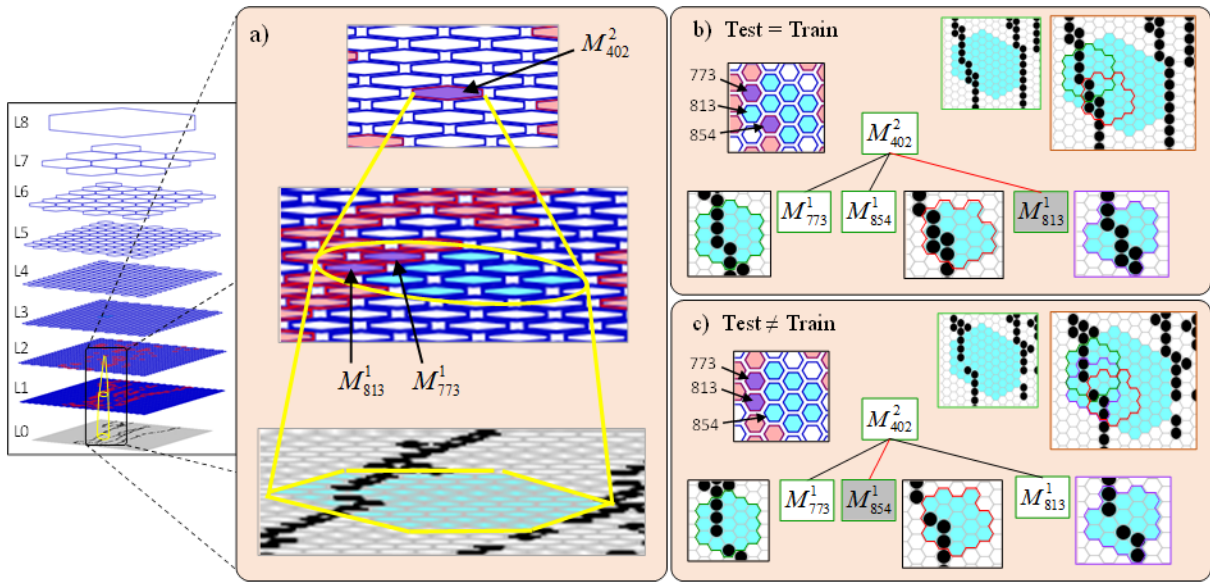 L8
L7
L6
L5
L4
L3
L2
L1
L0
a)
M²₄₀₂
M¹₈₁₃ M¹₇₇₃
b) Test = Train
773
813
854
M²₄₀₂
M¹₇₇₃ M¹₈₅₄ M¹₈₁₃
c) Test ≠ Train
773
813
854
M²₄₀₂
M¹₇₇₃ M¹₈₅₄ M¹₈₁₃